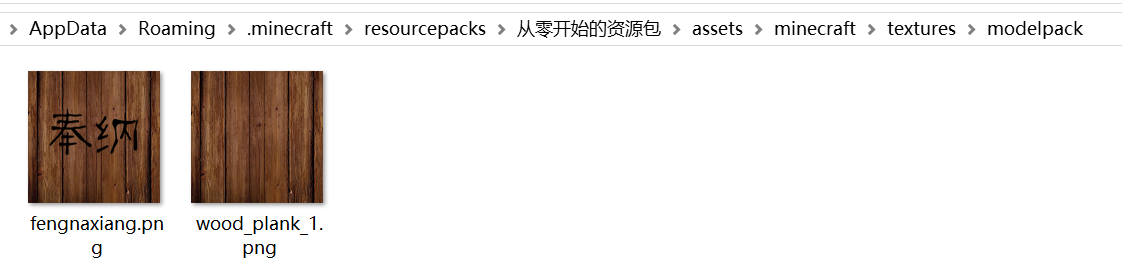 AppData > Roaming > .minecraft > resourcepacks > 从零开始的资源包 > assets > minecraft > textures > modelpack
奉纳
fengnaxiang.pn
g
wood_plank_1.
png